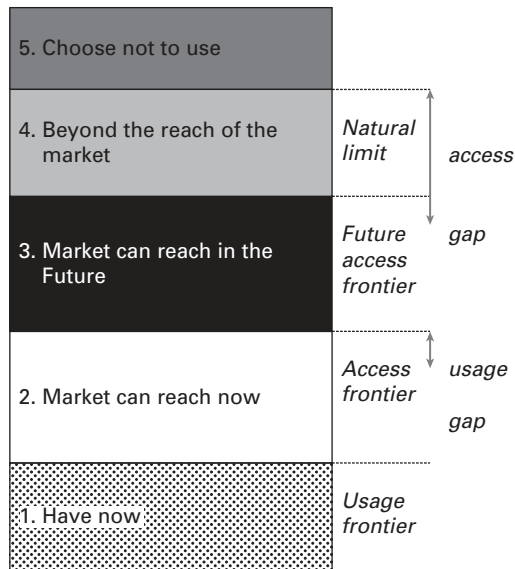 5. Choose not to use
4. Beyond the reach of the
market
Natural
limit
access
3. Market can reach in the
Future
Future
access
frontier
gap
2. Market can reach now
Access
frontier
usage
gap
1. Have now
Usage
frontier